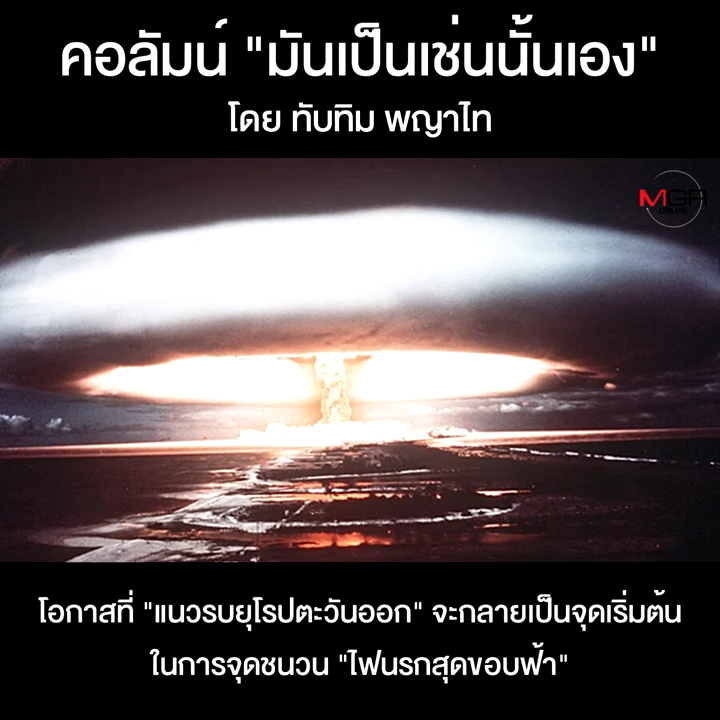 คอลัมน์ "มันเป็นเช่นนั้นเอง"
โดย ทับทิม พญาไท
MGR
ONLINE
โอกาสที่ "แนวรบยุโรปตะวันออก" จะกลายเป็นจุดเริ่มต้น
ในการจุดชนวน "ไฟนรกสุดขอบฟ้า"